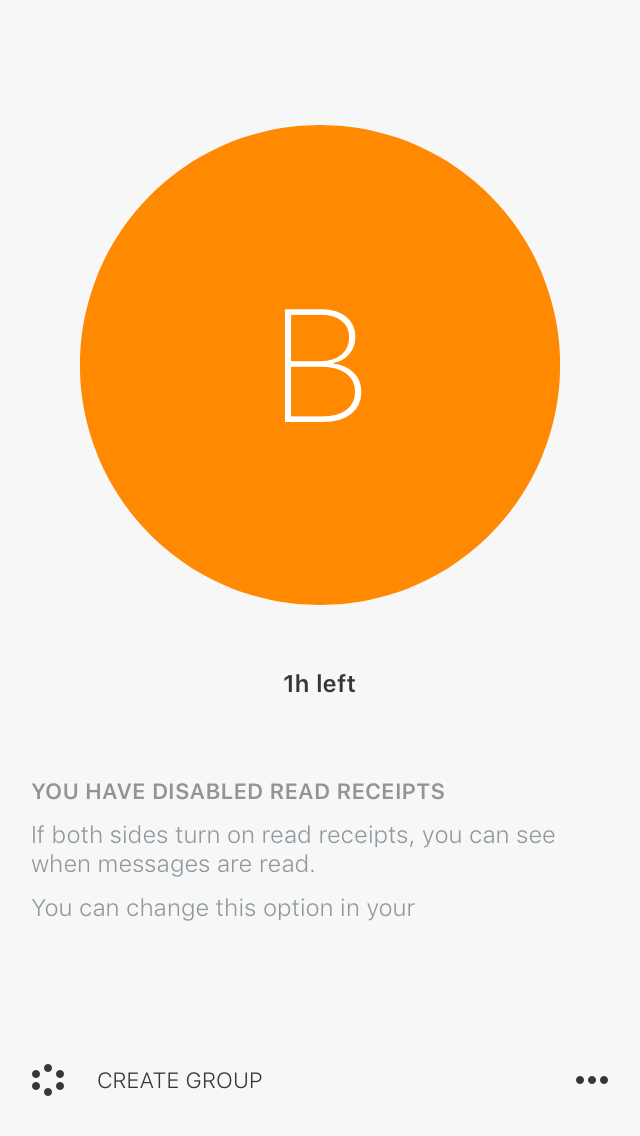 B
1h left
YOU HAVE DISABLED READ RECEIPTS
If both sides turn on read receipts, you can see
when messages are read.
You can change this option in your
CREATE GROUP